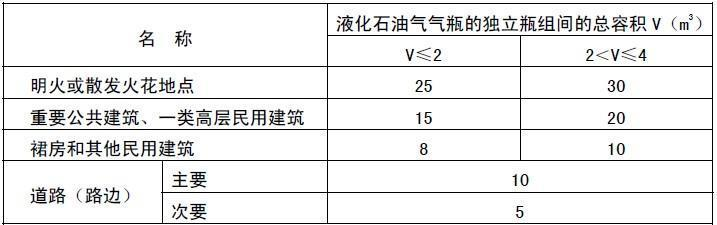 名 称 液化石油气气瓶的独立瓶组间的总容积 V（m³）
V≤2 2<V≤4
明火或散发火花地点 25 30
重要公共建筑、一类高层民用建筑 15 20
裙房和其他民用建筑 8 10
道路（路边） 主要 10
次要 5